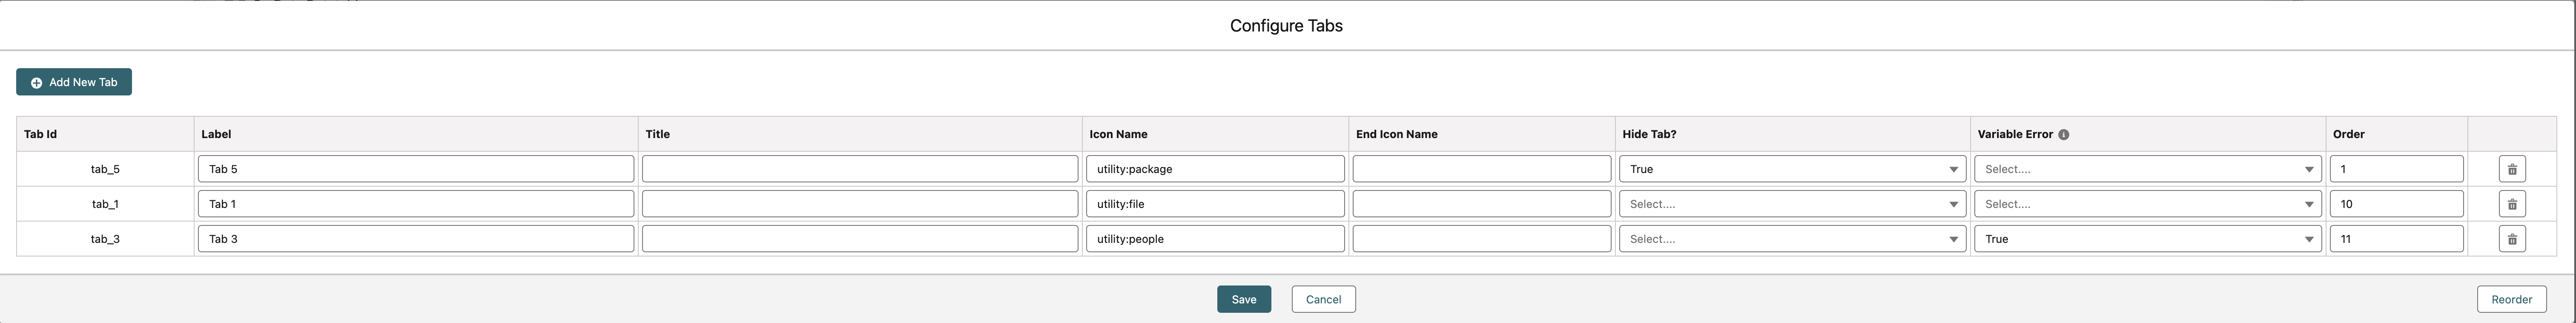 Configure Tabs
Add New Tab
Tab Id Label Title Icon Name End Icon Name Hide Tab? Variable Error Order
tab_5 Tab 5 utility:package True Select.... 1
tab_1 Tab 1 utility:file Select.... Select.... 10
tab_3 Tab 3 utility:people Select.... True 11
Save Cancel Reorder